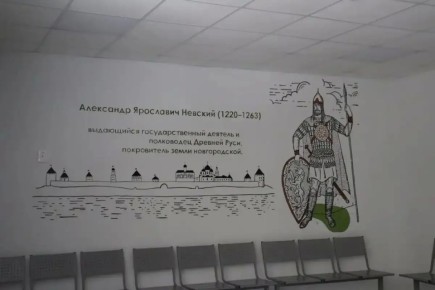 Александр Ярославич Невский (1220-1263)
выдающийся государственный деятель и
полководец Древней Руси,
покровитель земли новгородской.